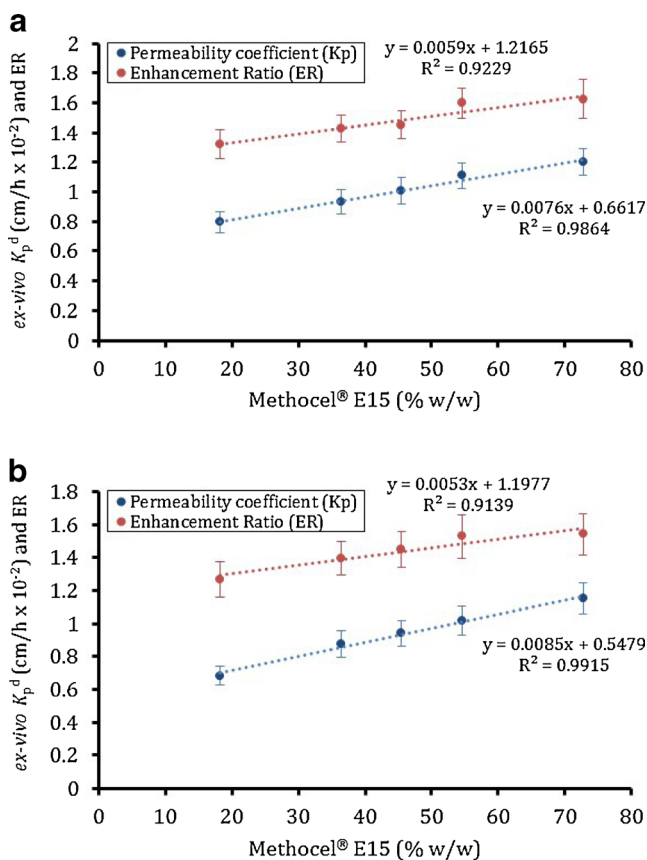 a
y = 0.0059x + 1.2165
R² = 0.9229
Permeability coefficient (Kp)
Enhancement Ratio (ER)
2
1.8
1.6
1.4
1.2
1
0.8
0.6
0.4
0.2
0
y = 0.0076x + 0.6617
R² = 0.9864
ex-vivo Kpᵈ (cm/h x 10⁻²) and ER
0 10 20 30 40 50 60 70 80
Methocel® E15 (% w/w)
b
y = 0.0053x + 1.1977
R² = 0.9139
Permeability coefficient (Kp)
Enhancement Ratio (ER)
1.8
1.6
1.4
1.2
1
0.8
0.6
0.4
0.2
0
y = 0.0085x + 0.5479
R² = 0.9915
ex-vivo Kpᵈ (cm/h x 10⁻²) and ER
0 10 20 30 40 50 60 70 80
Methocel® E15 (% w/w)